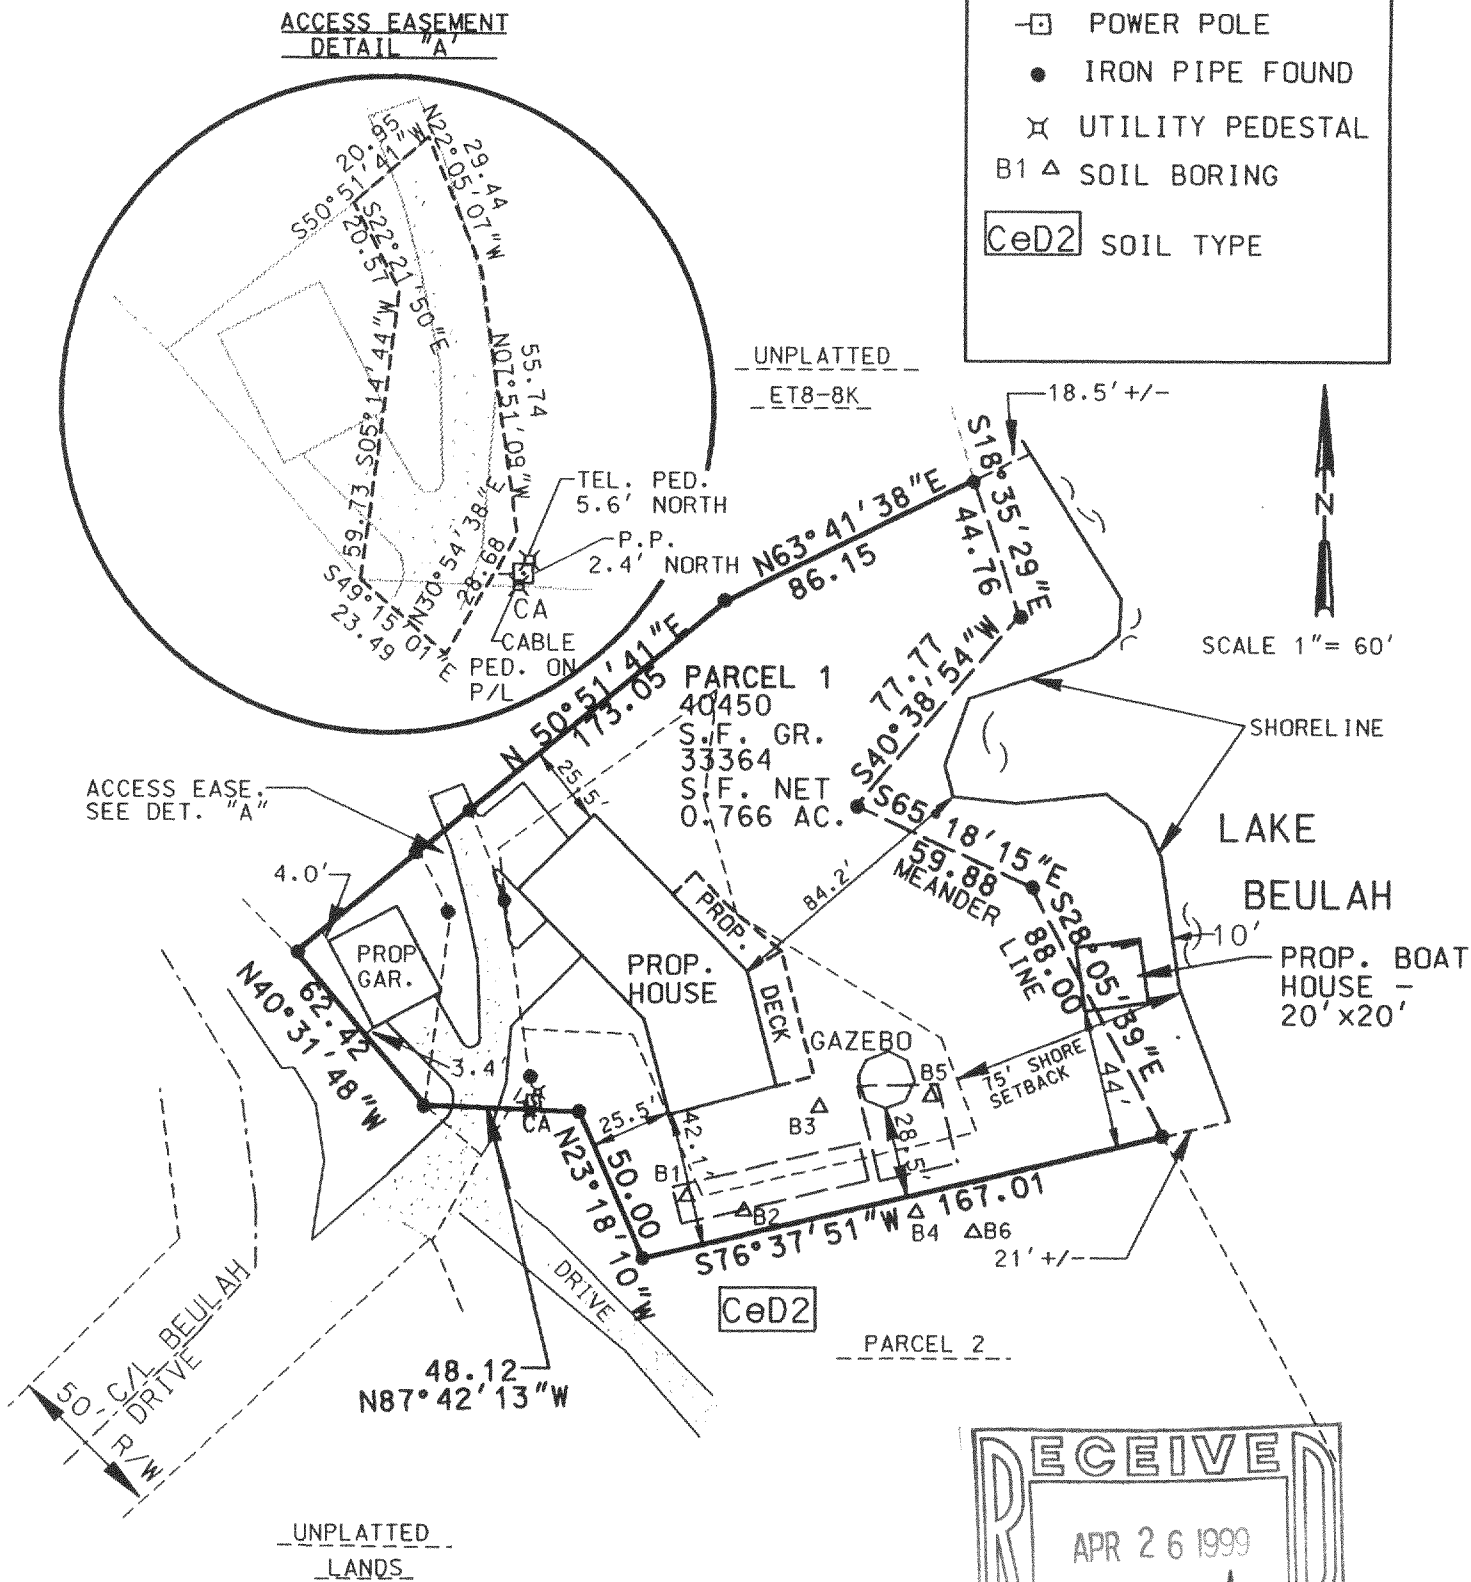 ACCESS EASEMENT
DETAIL "A"
POWER POLE
IRON PIPE FOUND
UTILITY PEDESTAL
B1 SOIL BORING
CeD2 SOIL TYPE
20.95
S50°51'41"W
29.44
N22°05'07"W
S22°21'50"E
20.57
59.73 S05°14'44"W
55.74
N07°51'09"W
N30°54'38"E
28.68
S49°15'01"E
23.49
TEL. PED.
5.6' NORTH
P.P.
2.4' NORTH
CA
CABLE
PED. ON
P/L
UNPLATTED
ET8-8K
18.5'+/-
S18°35'29"E
44.76
N63°41'38"E
86.15
N
SCALE 1"= 60'
77.77
S40°38'54"W
N 50°51'41"E
173.05
PARCEL 1
40450
S.F. GR.
33364
S.F. NET
0.766 AC.
SHORELINE
ACCESS EASE.
SEE DET. "A"
25.5'
S65°18'15"E
59.88
MEANDER
LINE
LAKE
BEULAH
4.0'
84.2'
S28°05'39"E
88.00
10'
PROP. BOAT
HOUSE -
20'x20'
PROP.
GAR.
PROP.
HOUSE
PROP.
DECK
GAZEBO
62.42
N40°31'48"W
3.4'
75' SHORE
SETBACK
44'
B5
B3
CA
25.5'
42.1'
28.5'
N23°18'10"W
50.00
B1
B2
S76°37'51"W 167.01
B4
B6
21'+/-
DRIVE
CeD2
PARCEL 2
48.12
N87°42'13"W
C/L BEULAH
DRIVE
50'
R/W
UNPLATTED
LANDS
RECEIVED
APR 26 1999